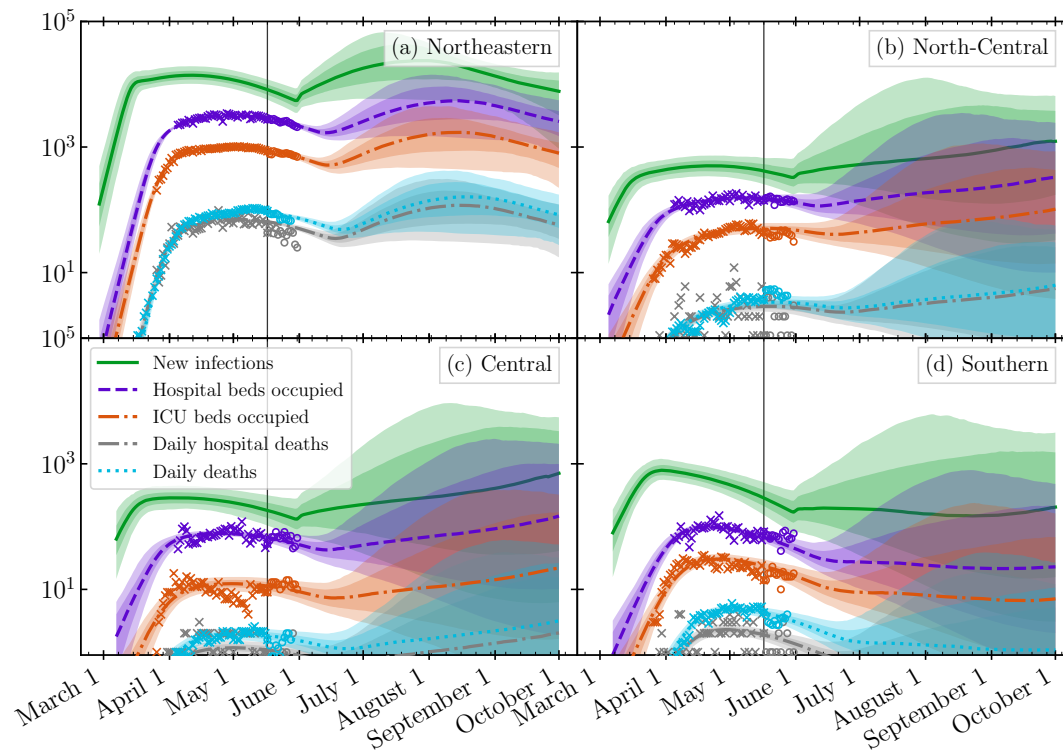 10^5
(a) Northeastern
(b) North-Central
10^3
10^1
10^5
(c) Central
(d) Southern
New infections
Hospital beds occupied
ICU beds occupied
Daily hospital deaths
Daily deaths
10^3
10^1
March 1
April 1
May 1
June 1
July 1
August 1
September 1
October 1
March 1
April 1
May 1
June 1
July 1
August 1
September 1
October 1